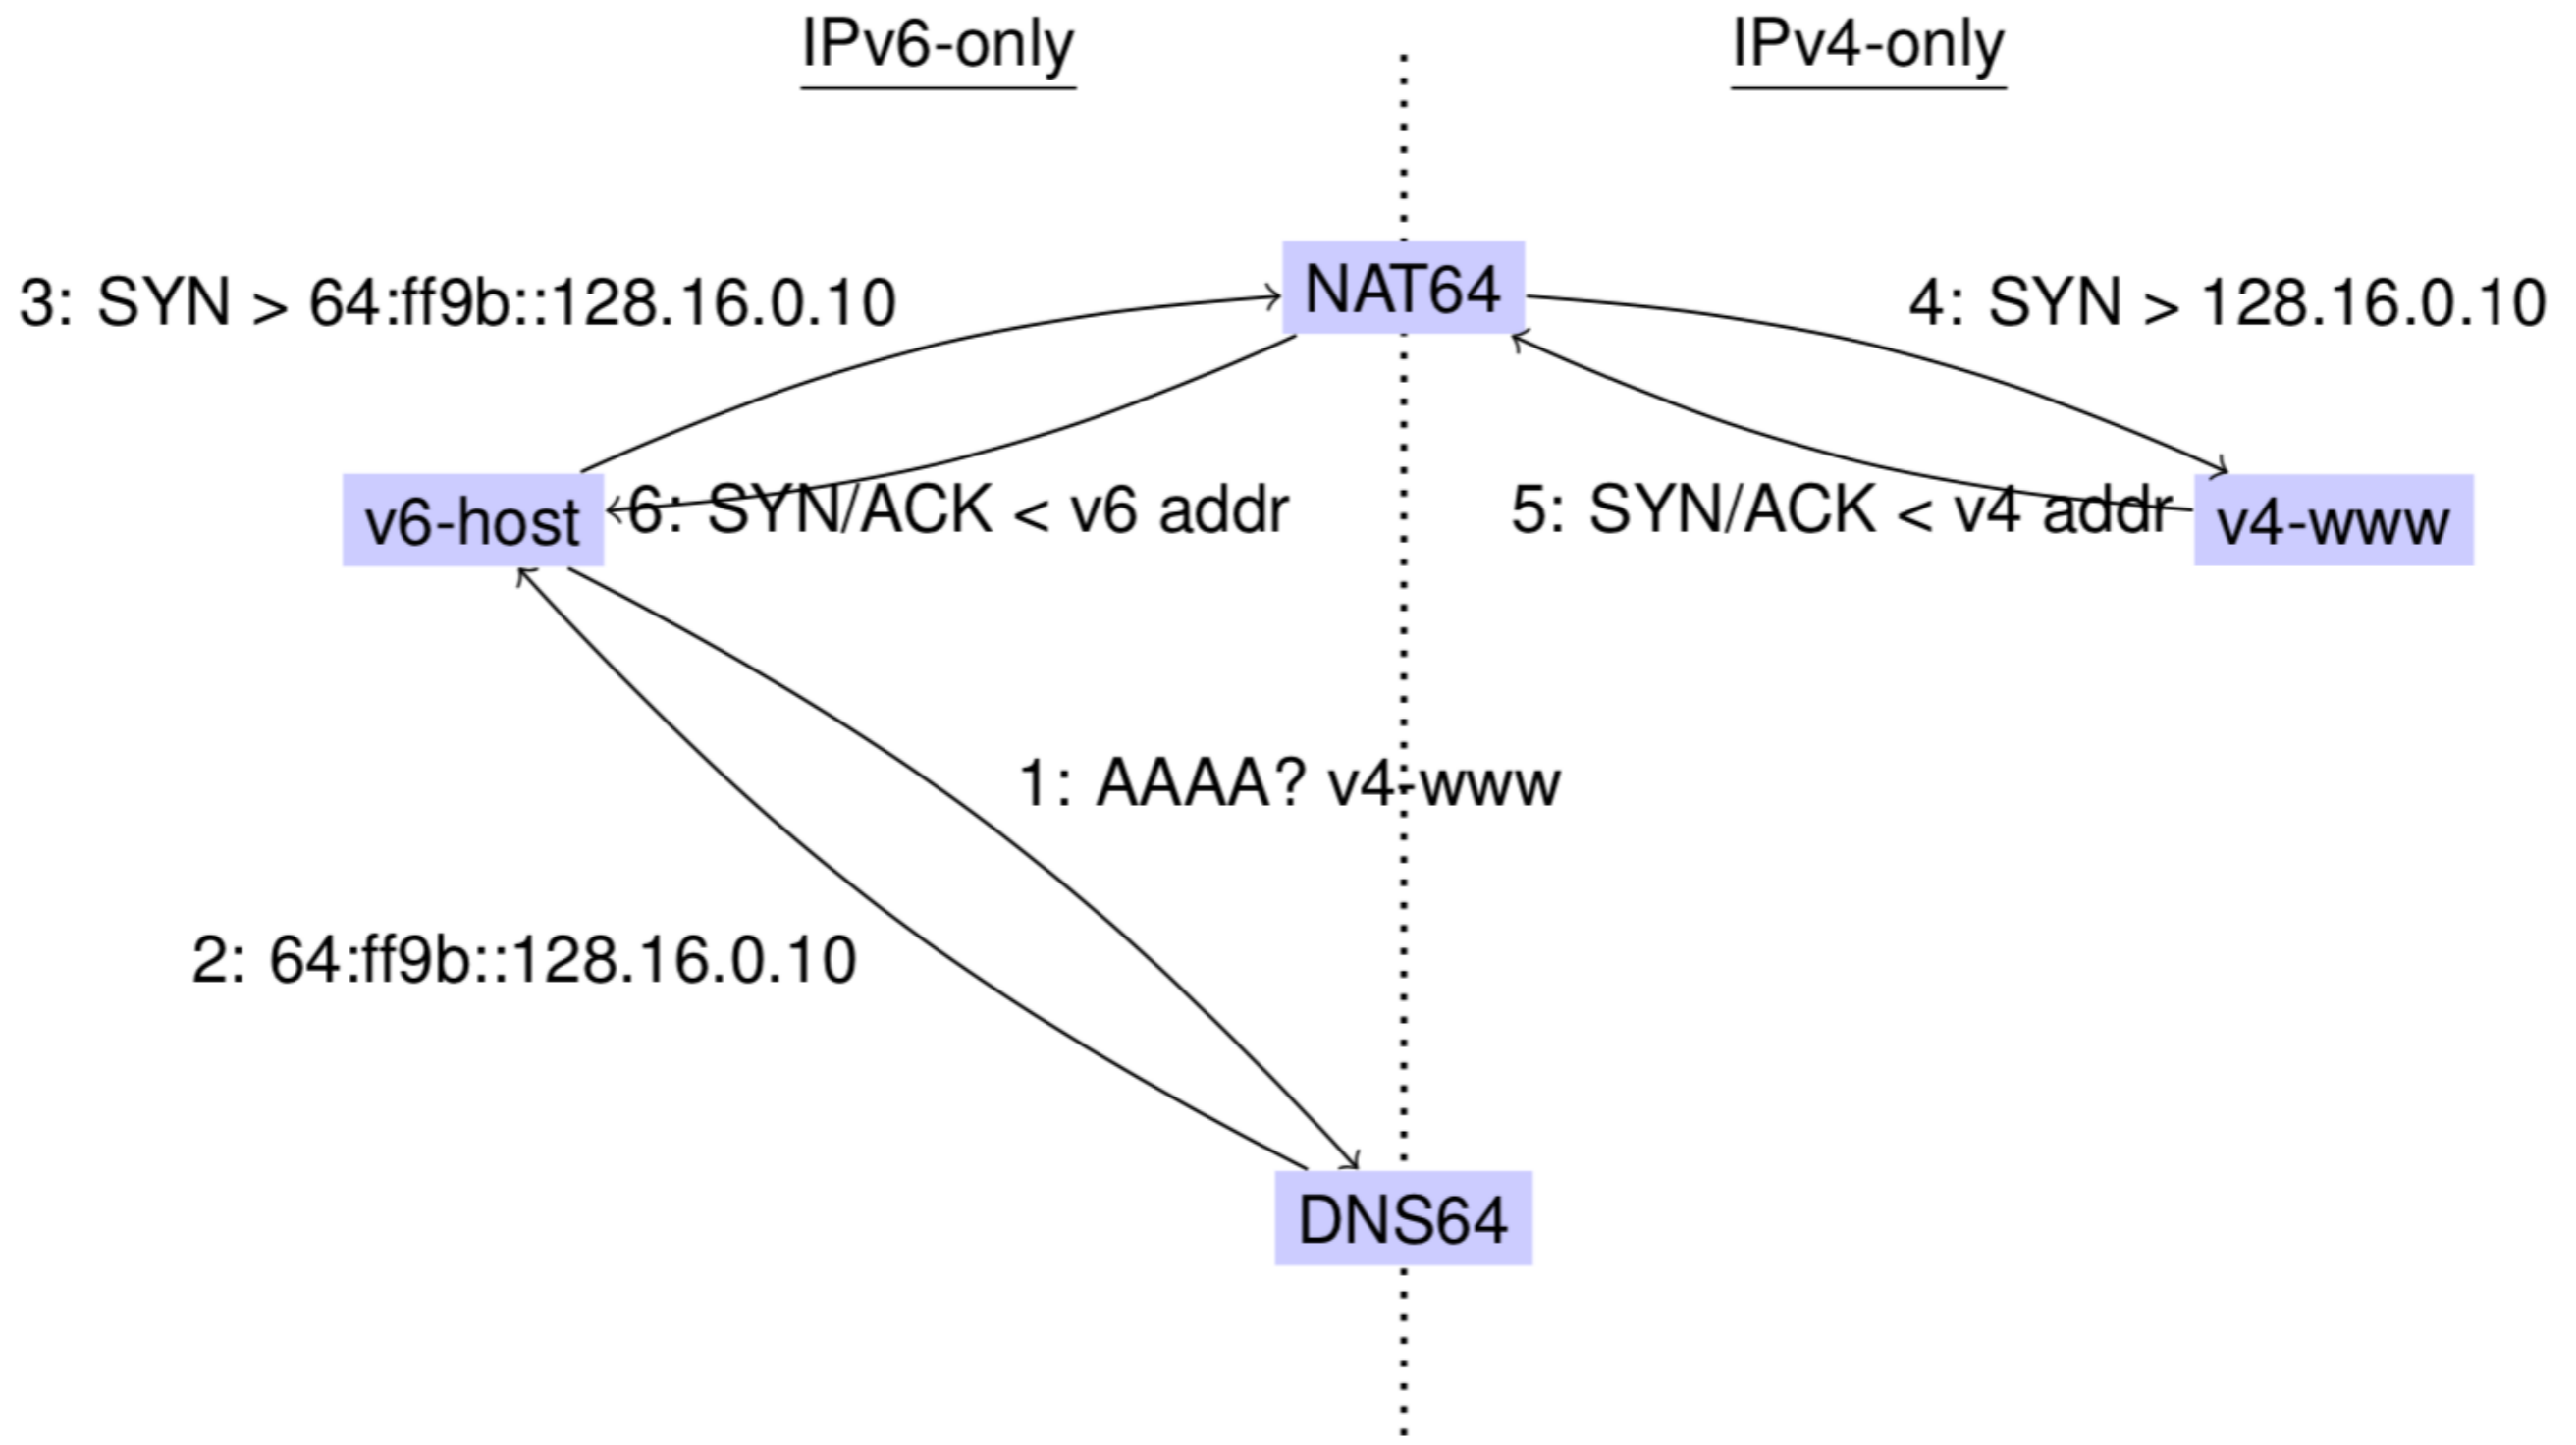 IPv6-only
IPv4-only
NAT64
3: SYN > 64:ff9b::128.16.0.10
4: SYN > 128.16.0.10
v6-host
6: SYN/ACK < v6 addr
5: SYN/ACK < v4 addr
v4-www
1: AAAA? v4-www
2: 64:ff9b::128.16.0.10
DNS64